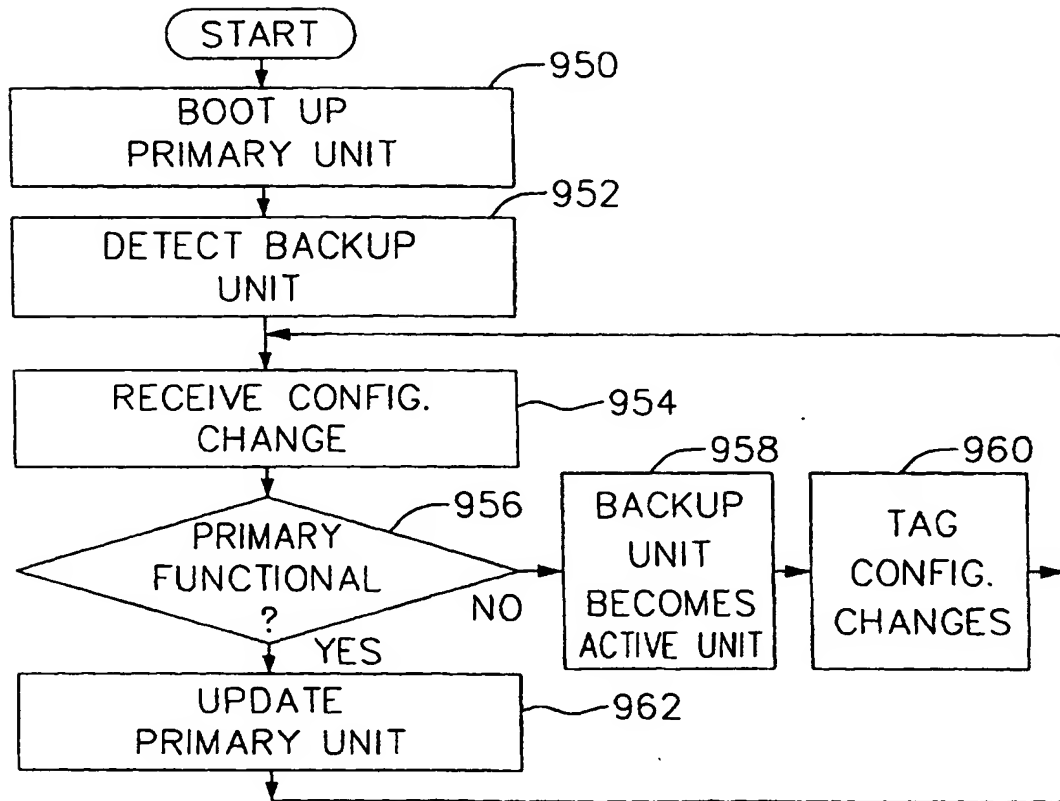 START
950
BOOT UP
PRIMARY UNIT
952
DETECT BACKUP
UNIT
RECEIVE CONFIG.
CHANGE
954
956
PRIMARY
FUNCTIONAL
?
NO
YES
958
BACKUP
UNIT
BECOMES
ACTIVE UNIT
960
TAG
CONFIG.
CHANGES
UPDATE
PRIMARY UNIT
962